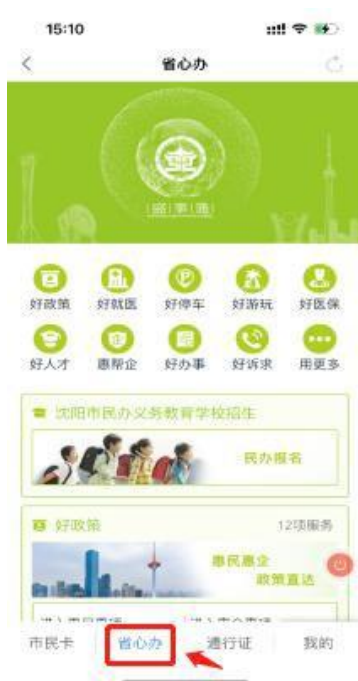 15:10
省心办
盛|事|通
好政策 好就医 好停车 好游玩 好医保
好人才 惠帮企 好办事 好诉求 用更多
沈阳市民办义务教育学校招生
民办报名
好政策 12项服务
惠民惠企
政策直达
市民卡 省心办 通行证 我的